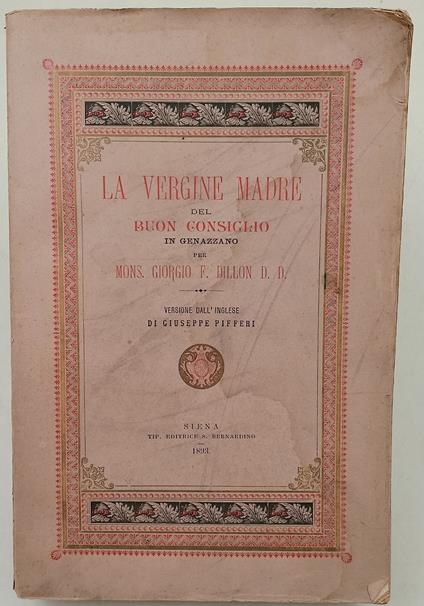 LA VERGINE MADRE
DEL
BUON CONSIGLIO
IN GENAZZANO
PER
MONS. GIORGIO F. DILLON D. D.
VERSIONE DALL' INGLESE
DI GIUSEPPE PIFFERI
SIENA
TIP. EDITRICE S. BERNARDINO
1893.